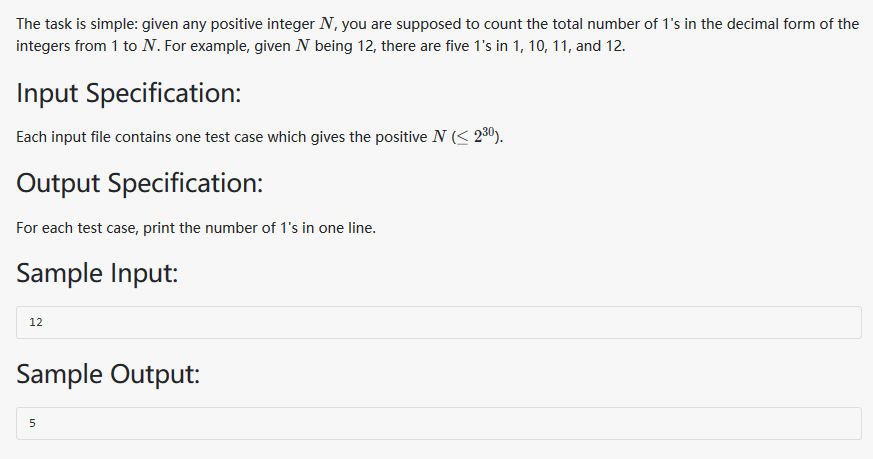 The task is simple: given any positive integer N, you are supposed to count the total number of 1's in the decimal form of the
integers from 1 to N. For example, given N being 12, there are five 1's in 1, 10, 11, and 12.
Input Specification:
Each input file contains one test case which gives the positive N (≤ 2³⁰).
Output Specification:
For each test case, print the number of 1's in one line.
Sample Input:
12
Sample Output:
5